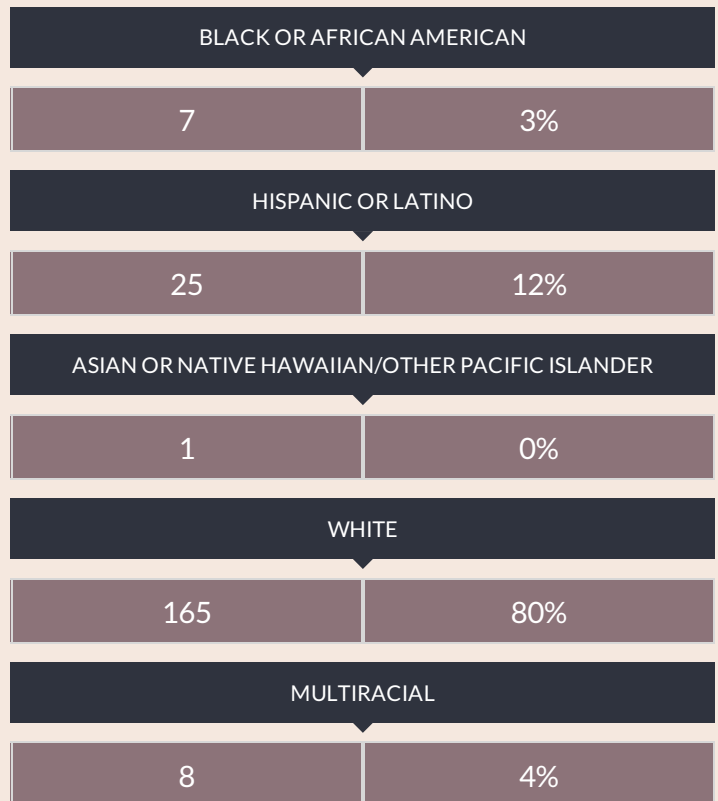 BLACK OR AFRICAN AMERICAN
7 3%
HISPANIC OR LATINO
25 12%
ASIAN OR NATIVE HAWAIIAN/OTHER PACIFIC ISLANDER
1 0%
WHITE
165 80%
MULTIRACIAL
8 4%